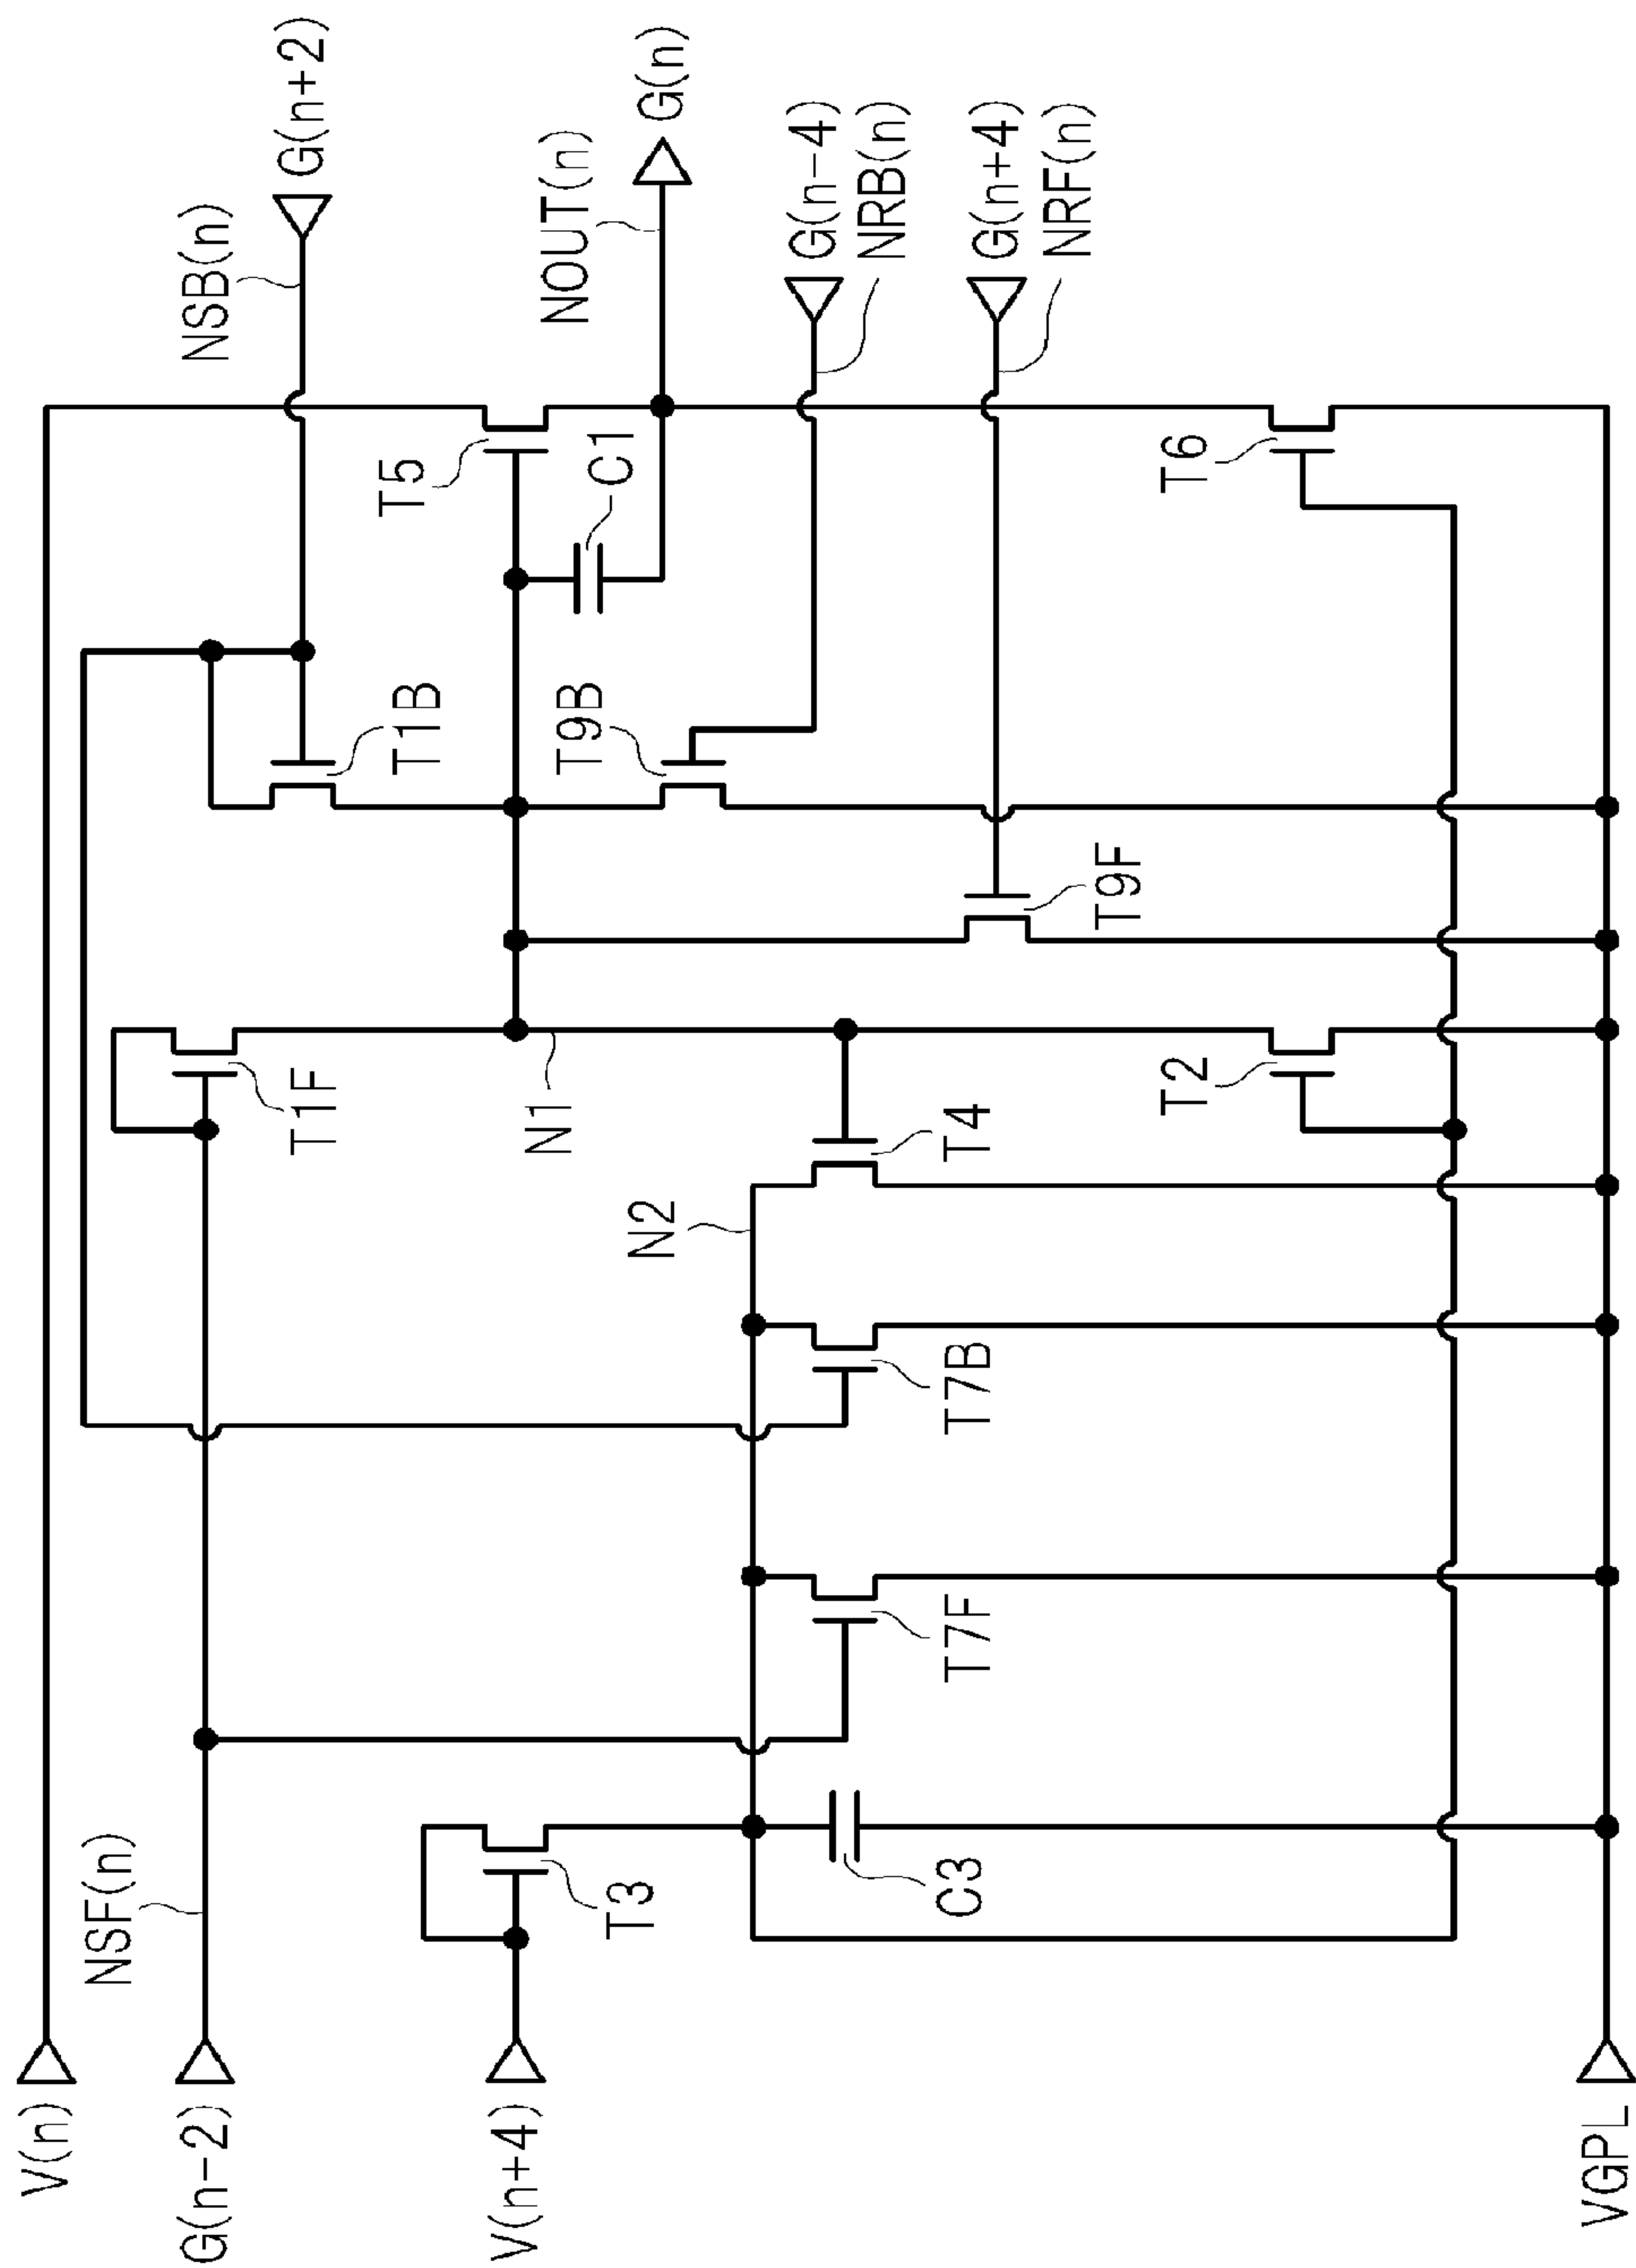 V(n)
G(n-2)
NSF(n)
V(n+4)
VGPL
T3
C3
T7F
T7B
N2
T4
T1F
N1
T2
T9F
T1B
T9B
C1
T5
T6
NSB(n)
G(n+2)
NOUT(n)
G(n)
G(n-4)
NRB(n)
G(n+4)
NRF(n)